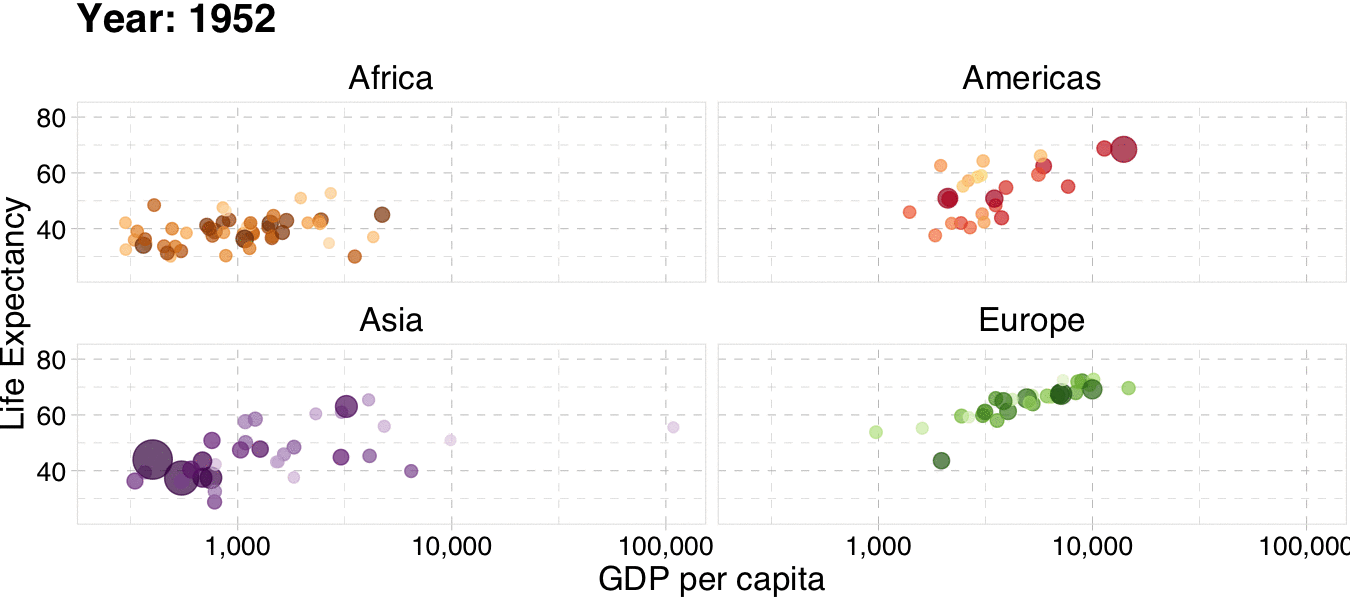 Year: 1952
Africa
Americas
80
60
40
Life Expectancy
Asia
Europe
80
60
40
1,000
10,000
100,000
1,000
10,000
100,000
GDP per capita